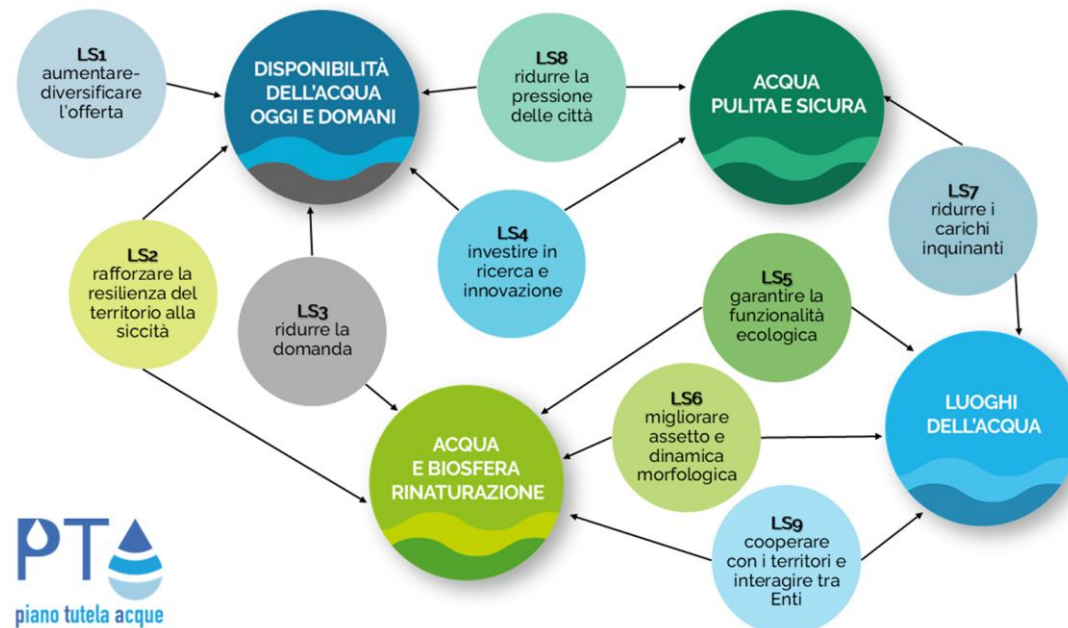 LS1
aumentare-
diversificare
l'offerta
DISPONIBILITÀ
DELL'ACQUA
OGGI E DOMANI
LS8
ridurre la
pressione
delle città
ACQUA
PULITA E SICURA
LS2
rafforzare la
resilienza del
territorio alla
siccità
LS3
ridurre la
domanda
LS4
investire in
ricerca e
innovazione
LS5
garantire la
funzionalità
ecologica
LS7
ridurre i
carichi
inquinanti
ACQUA
E BIOSFERA
RINATURAZIONE
LS6
migliorare
assetto e
dinamica
morfologica
LUOGHI
DELL'ACQUA
LS9
cooperare
con i territori e
interagire tra
Enti
PTA
piano tutela acque